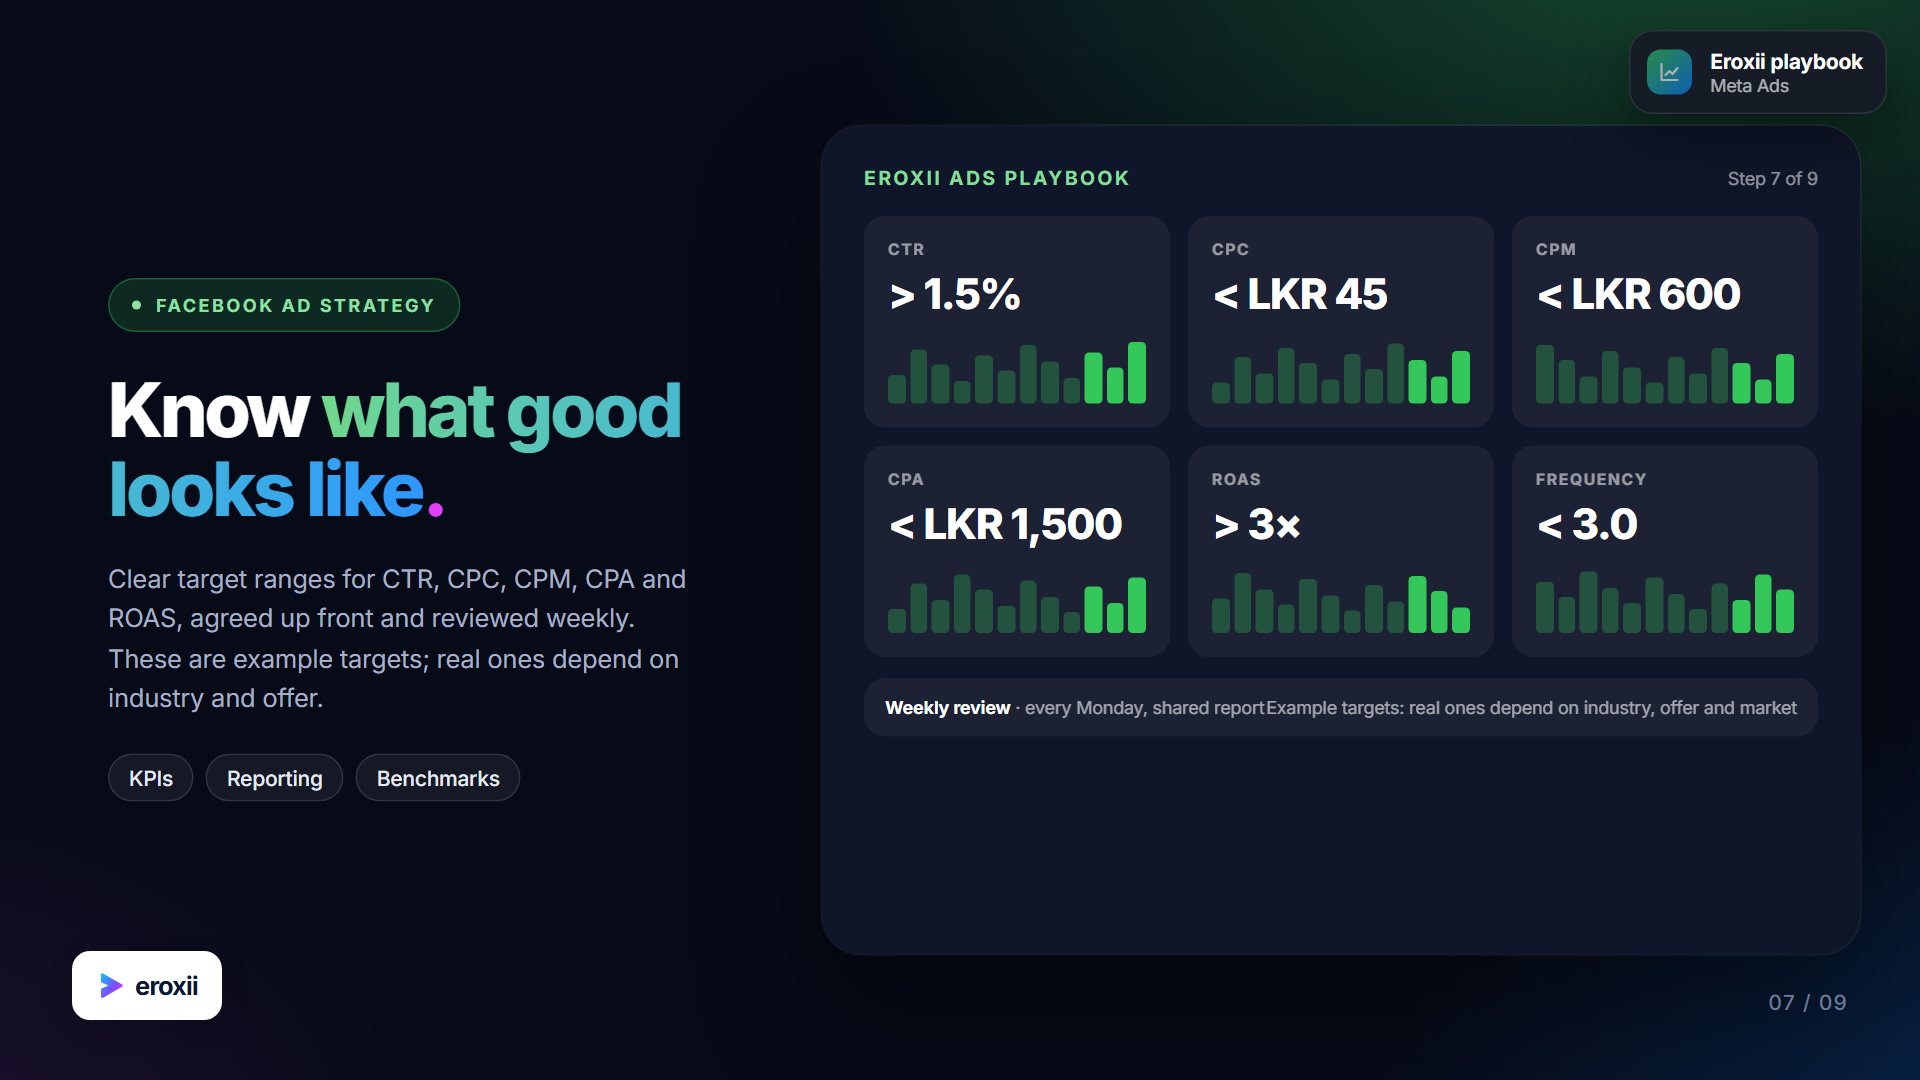 Eroxii playbook
Meta Ads
FACEBOOK AD STRATEGY
Know what good
looks like.
Clear target ranges for CTR, CPC, CPM, CPA and
ROAS, agreed up front and reviewed weekly.
These are example targets; real ones depend on
industry and offer.
KPIs
Reporting
Benchmarks
EROXII ADS PLAYBOOK
Step 7 of 9
CTR
> 1.5%
CPC
< LKR 45
CPM
< LKR 600
CPA
< LKR 1,500
ROAS
> 3×
FREQUENCY
< 3.0
Weekly review · every Monday, shared report
Example targets: real ones depend on industry, offer and market
eroxii
07 / 09